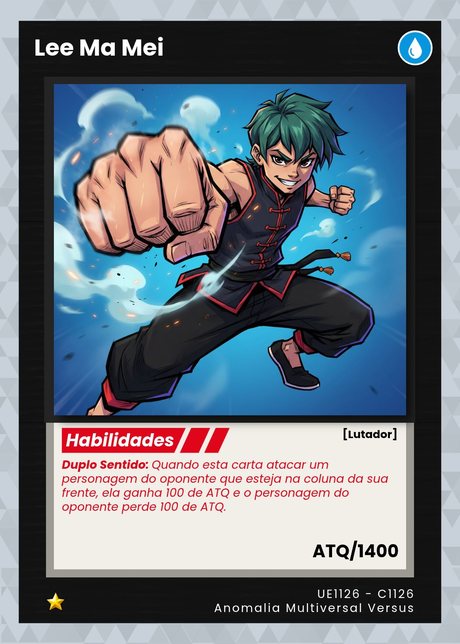 Lee Ma Mei
Habilidades
[Lutador]
Duplo Sentido: Quando esta carta atacar um
personagem do oponente que esteja na coluna da sua
frente, ela ganha 100 de ATQ e o personagem do
oponente perde 100 de ATQ.
ATQ/1400
UE1126 - C1126
Anomalia Multiversal Versus